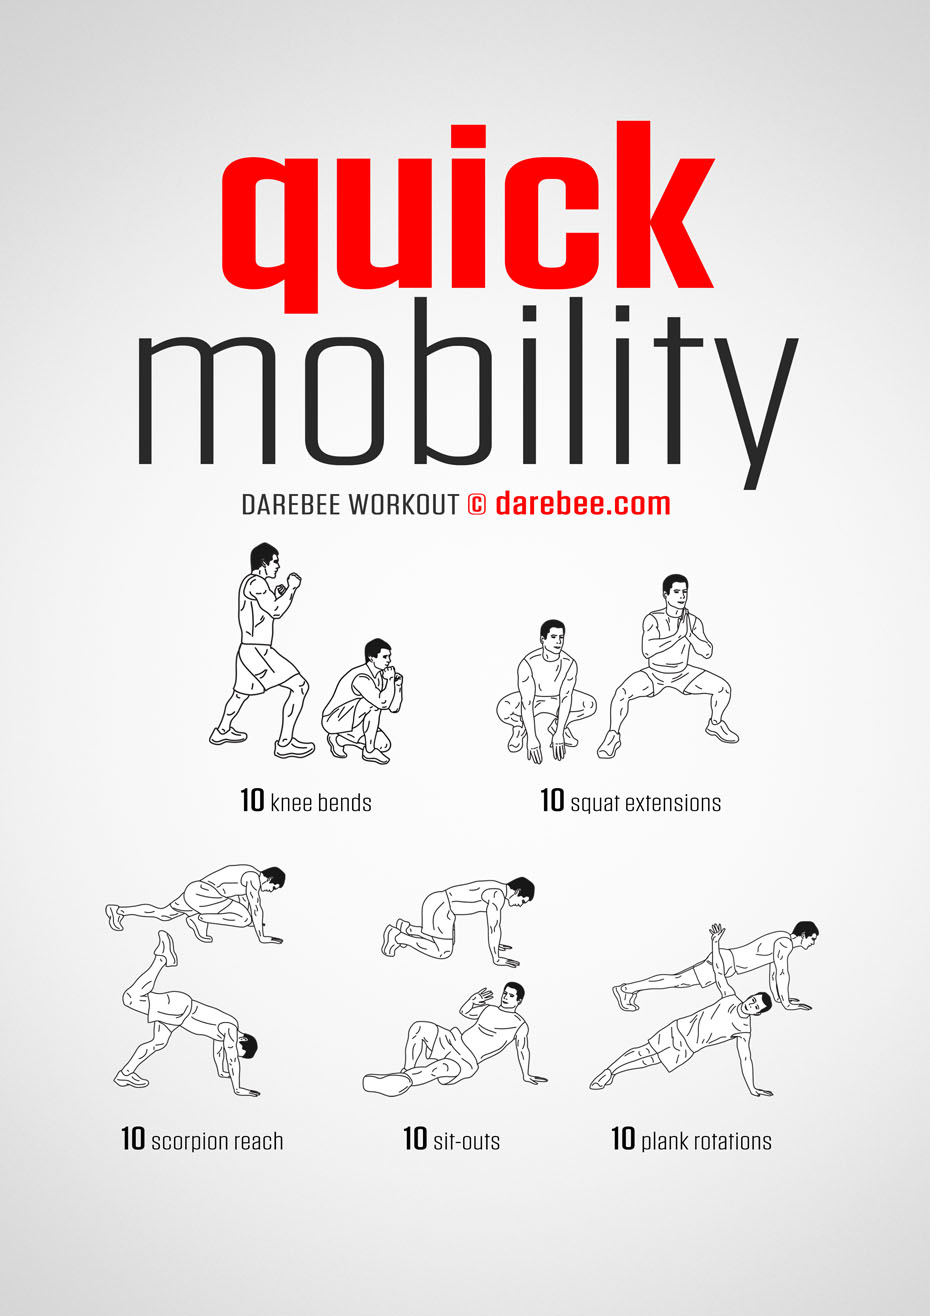 quick
mobility
DAREBEE WORKOUT © darebee.com
10 knee bends
10 squat extensions
10 scorpion reach
10 sit-outs
10 plank rotations